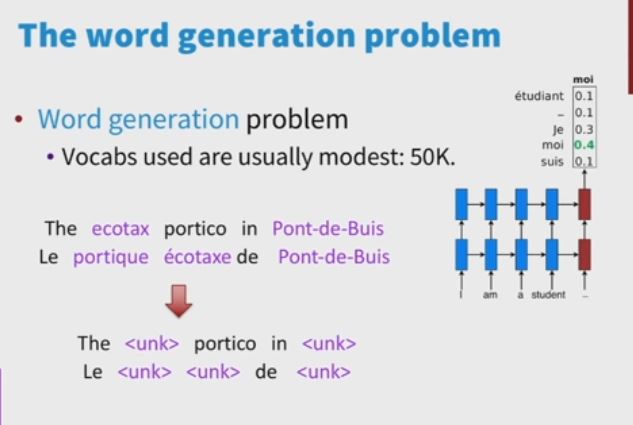 The word generation problem
• Word generation problem
• Vocabs used are usually modest: 50K.
The ecotax portico in Pont-de-Buis
Le portique écotaxe de Pont-de-Buis
The <unk> portico in <unk>
Le <unk> <unk> de <unk>
moi
étudiant 0.1
_ 0.1
Je 0.3
moi 0.4
suis 0.1
I am a student _